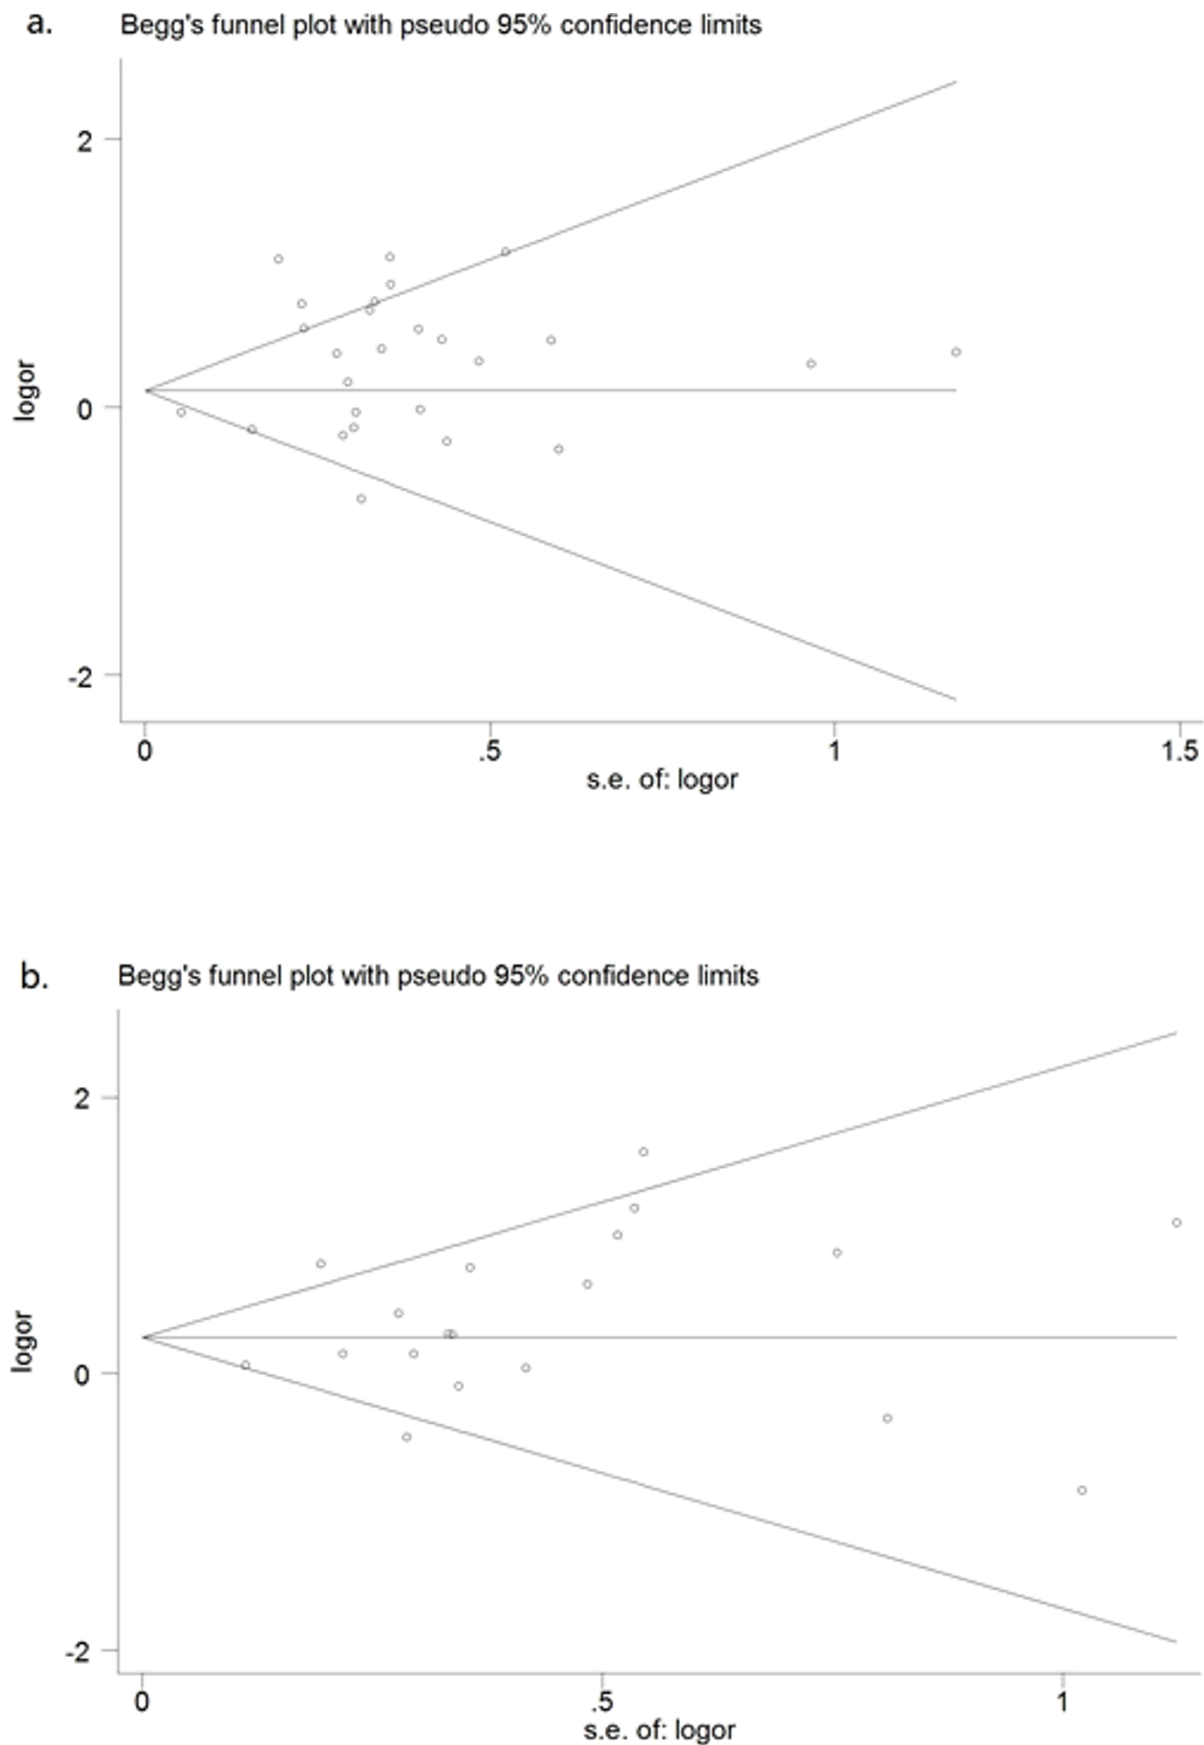 a.
Begg's funnel plot with pseudo 95% confidence limits
2
0
-2
logor
0 .5 1 1.5
s.e. of: logor
b.
Begg's funnel plot with pseudo 95% confidence limits
2
0
-2
logor
0 .5 1
s.e. of: logor